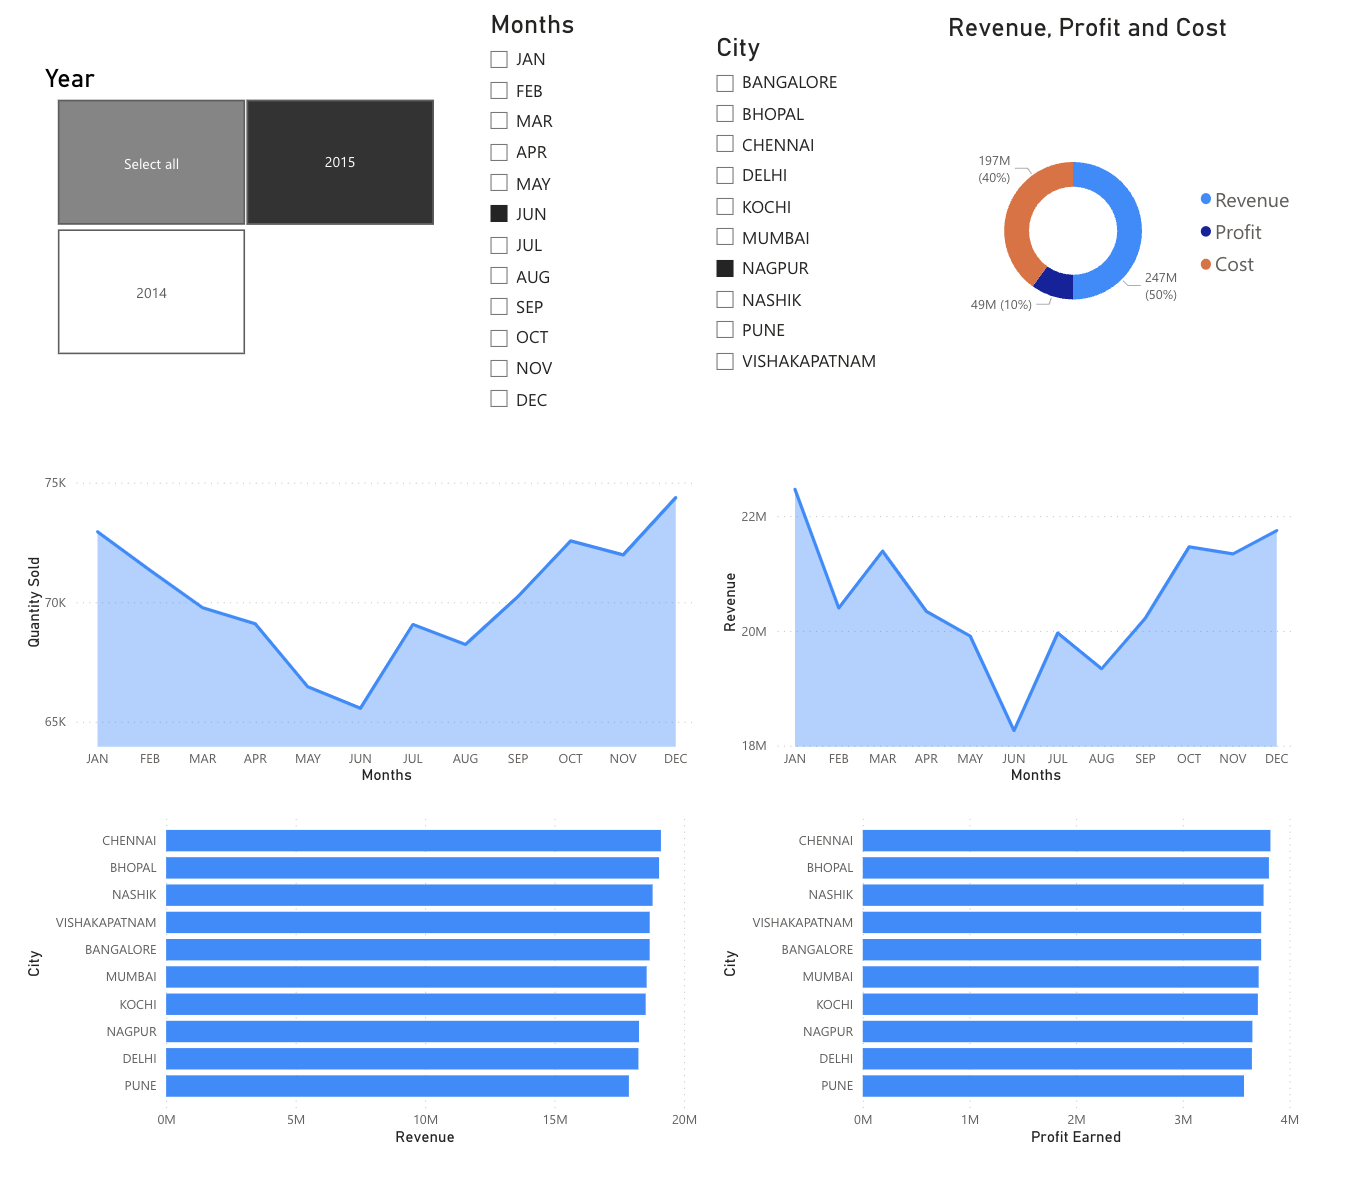 Year
Select all
2015
2014
Months
JAN
FEB
MAR
APR
MAY
JUN
JUL
AUG
SEP
OCT
NOV
DEC
City
BANGALORE
BHOPAL
CHENNAI
DELHI
KOCHI
MUMBAI
NAGPUR
NASHIK
PUNE
VISHAKAPATNAM
Revenue, Profit and Cost
197M
(40%)
247M
(50%)
49M (10%)
Revenue
Profit
Cost
Quantity Sold
75K
70K
65K
JAN FEB MAR APR MAY JUN JUL AUG SEP OCT NOV DEC
Months
Revenue
22M
20M
18M
JAN FEB MAR APR MAY JUN JUL AUG SEP OCT NOV DEC
Months
City
CHENNAI
BHOPAL
NASHIK
VISHAKAPATNAM
BANGALORE
MUMBAI
KOCHI
NAGPUR
DELHI
PUNE
0M 5M 10M 15M 20M
Revenue
City
CHENNAI
BHOPAL
NASHIK
VISHAKAPATNAM
BANGALORE
MUMBAI
KOCHI
NAGPUR
DELHI
PUNE
0M 1M 2M 3M 4M
Profit Earned